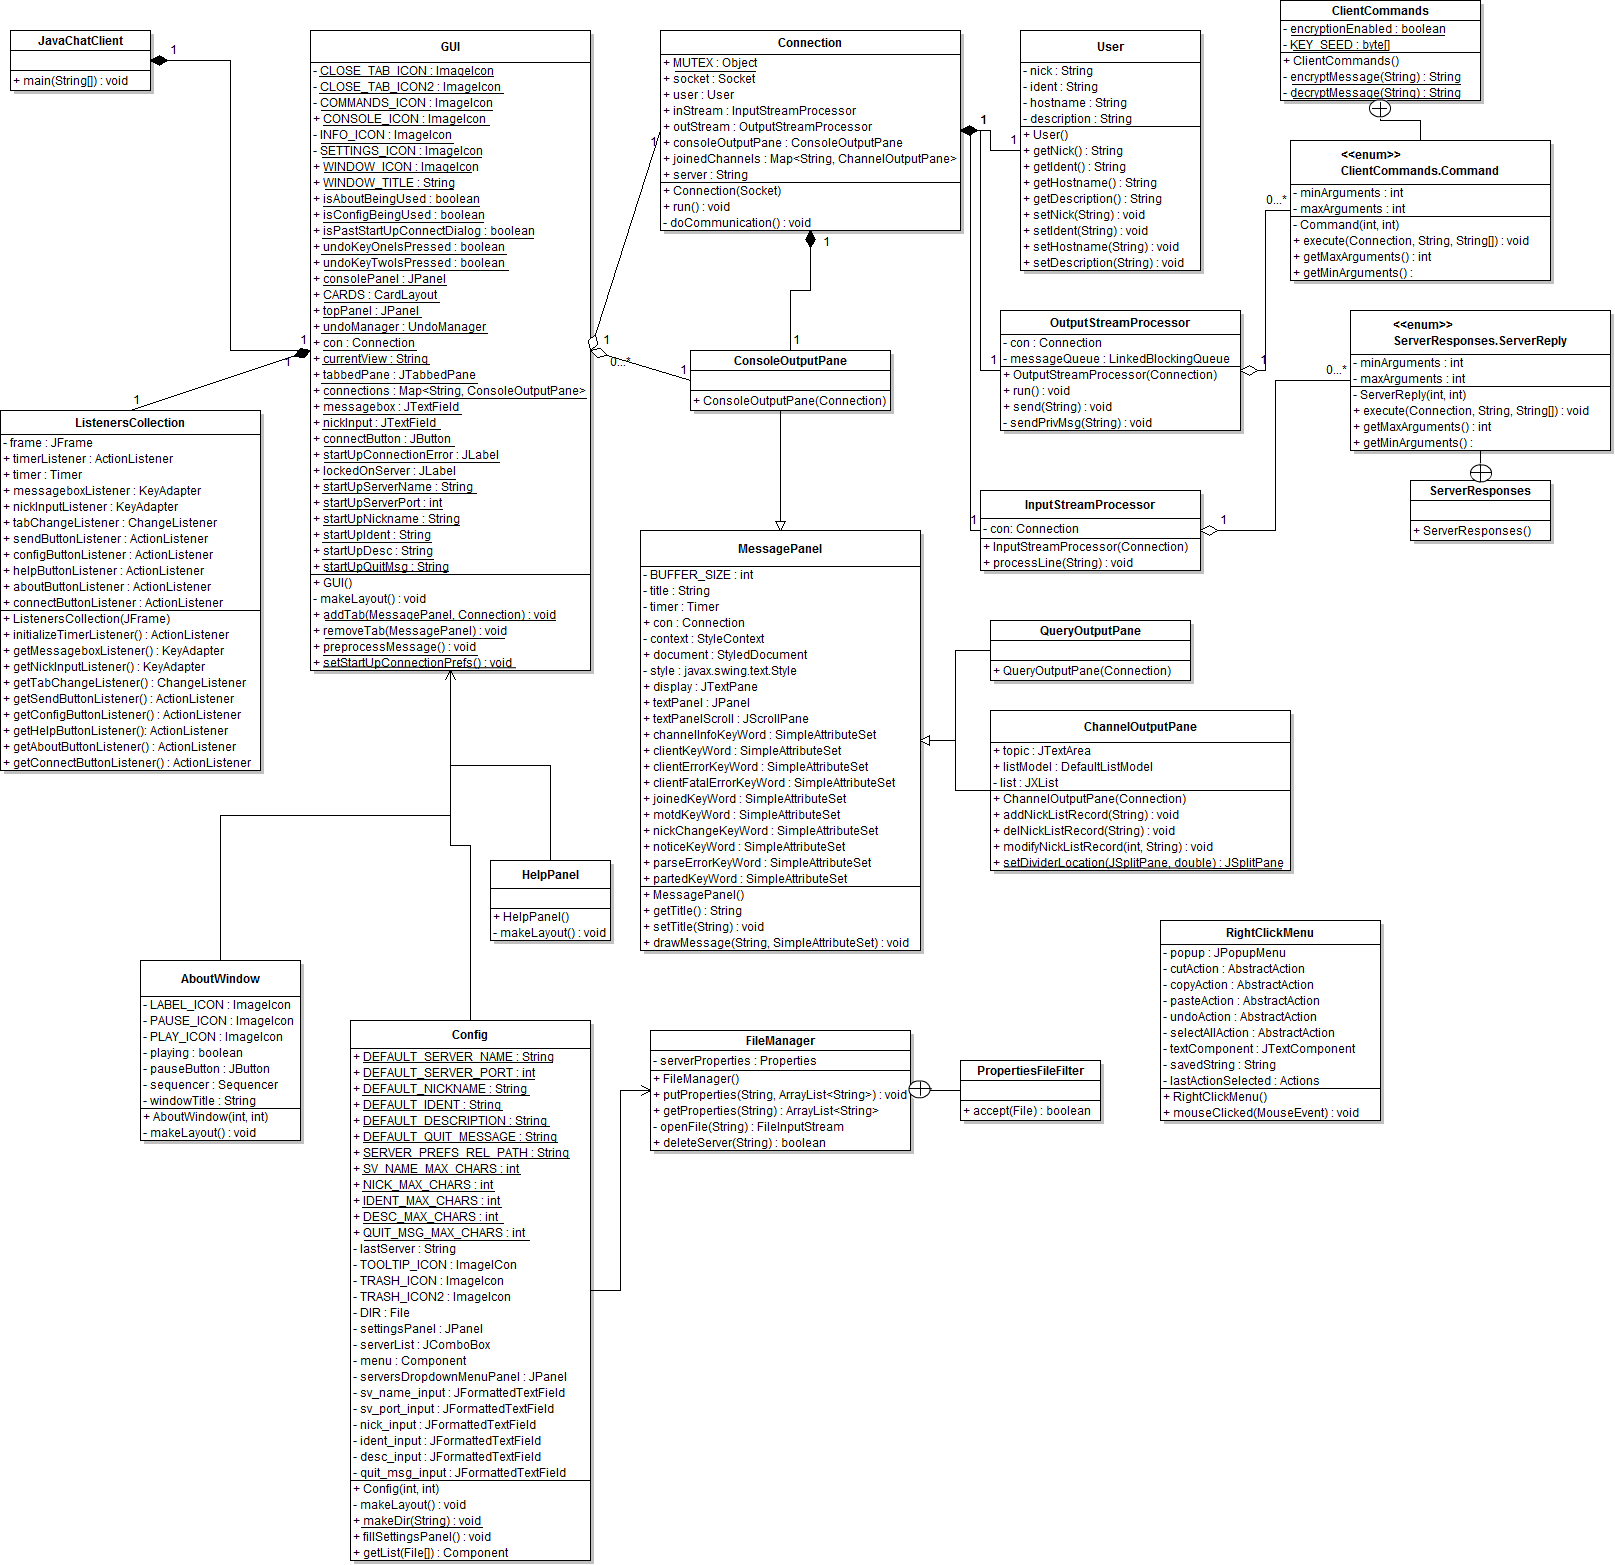 JavaChatClient
+ main(String[]) : void
1
GUI
- CLOSE_TAB_ICON : ImageIcon
- CLOSE_TAB_ICON2 : ImageIcon
- COMMANDS_ICON : ImageIcon
+ CONSOLE_ICON : ImageIcon
- INFO_ICON : ImageIcon
- SETTINGS_ICON : ImageIcon
+ WINDOW_ICON : ImageIcon
+ WINDOW_TITLE : String
+ isAboutBeingUsed : boolean
+ isConfigBeingUsed : boolean
+ isPastStartUpConnectDialog : boolean
+ undoKeyOneIsPressed : boolean
+ undoKeyTwoIsPressed : boolean
+ consolePanel : JPanel
+ CARDS : CardLayout
+ topPanel : JPanel
+ undoManager : UndoManager
+ con : Connection
+ currentView : String
+ tabbedPane : JTabbedPane
+ connections : Map<String, ConsoleOutputPane>
+ messagebox : JTextField
+ nickInput : JTextField
+ connectButton : JButton
+ startUpConnectionError : JLabel
+ lockedOnServer : JLabel
+ startUpServerName : String
+ startUpServerPort : int
+ startUpNickname : String
+ startUpIdent : String
+ startUpDesc : String
+ startUpQuitMsg : String
+ GUI()
- makeLayout() : void
+ addTab(MessagePanel, Connection) : void
+ removeTab(MessagePanel) : void
+ preprocessMessage() : void
+ setStartUpConnectionPrefs() : void
1
1
1
ListenersCollection
- frame : JFrame
+ timerListener : ActionListener
+ timer : Timer
+ messageboxListener : KeyAdapter
+ nickInputListener : KeyAdapter
+ tabChangeListener : ChangeListener
+ sendButtonListener : ActionListener
+ configButtonListener : ActionListener
+ helpButtonListener : ActionListener
+ aboutButtonListener : ActionListener
+ connectButtonListener : ActionListener
+ ListenersCollection(JFrame)
+ initializeTimerListener() : ActionListener
+ getMessageboxListener() : KeyAdapter
+ getNickInputListener() : KeyAdapter
+ getTabChangeListener() : ChangeListener
+ getSendButtonListener() : ActionListener
+ getConfigButtonListener() : ActionListener
+ getHelpButtonListener(): ActionListener
+ getAboutButtonListener() : ActionListener
+ getConnectButtonListener() : ActionListener
Connection
+ MUTEX : Object
+ socket : Socket
+ user : User
+ inStream : InputStreamProcessor
+ outStream : OutputStreamProcessor
+ consoleOutputPane : ConsoleOutputPane
+ joinedChannels : Map<String, ChannelOutputPane>
+ server : String
+ Connection(Socket)
+ run() : void
- doCommunication() : void
1
1
0...*
1
1
1
1
1
1
1
User
- nick : String
- ident : String
- hostname : String
- description : String
+ User()
+ getNick() : String
+ getIdent() : String
+ getHostname() : String
+ getDescription() : String
+ setNick(String) : void
+ setIdent(String) : void
+ setHostname(String) : void
+ setDescription(String) : void
ClientCommands
- encryptionEnabled : boolean
- KEY_SEED : byte[]
+ ClientCommands()
- encryptMessage(String) : String
- decryptMessage(String) : String
<<enum>>
ClientCommands.Command
- minArguments : int
- maxArguments : int
- Command(int, int)
+ execute(Connection, String, String[]) : void
+ getMaxArguments() : int
+ getMinArguments() :
0...*
1
OutputStreamProcessor
- con : Connection
- messageQueue : LinkedBlockingQueue
+ OutputStreamProcessor(Connection)
+ run() : void
+ send(String) : void
- sendPrivMsg(String) : void
<<enum>>
ServerResponses.ServerReply
- minArguments : int
- maxArguments : int
- ServerReply(int, int)
+ execute(Connection, String, String[]) : void
+ getMaxArguments() : int
+ getMinArguments() :
0...*
1
ServerResponses
+ ServerResponses()
InputStreamProcessor
- con: Connection
+ InputStreamProcessor(Connection)
+ processLine(String) : void
ConsoleOutputPane
+ ConsoleOutputPane(Connection)
MessagePanel
- BUFFER_SIZE : int
- title : String
- timer : Timer
+ con : Connection
- context : StyleContext
+ document : StyledDocument
- style : javax.swing.text.Style
+ display : JTextPane
+ textPanel : JPanel
+ textPanelScroll : JScrollPane
+ channelInfoKeyWord : SimpleAttributeSet
+ clientKeyWord : SimpleAttributeSet
+ clientErrorKeyWord : SimpleAttributeSet
+ clientFatalErrorKeyWord : SimpleAttributeSet
+ joinedKeyWord : SimpleAttributeSet
+ motdKeyWord : SimpleAttributeSet
+ nickChangeKeyWord : SimpleAttributeSet
+ noticeKeyWord : SimpleAttributeSet
+ parseErrorKeyWord : SimpleAttributeSet
+ partedKeyWord : SimpleAttributeSet
+ MessagePanel()
+ getTitle() : String
+ setTitle(String) : void
+ drawMessage(String, SimpleAttributeSet) : void
QueryOutputPane
+ QueryOutputPane(Connection)
ChannelOutputPane
+ topic : JTextArea
+ listModel : DefaultListModel
- list : JXList
+ ChannelOutputPane(Connection)
+ addNickListRecord(String) : void
+ delNickListRecord(String) : void
+ modifyNickListRecord(int, String) : void
+ setDividerLocation(JSplitPane, double) : JSplitPane
HelpPanel
+ HelpPanel()
- makeLayout() : void
AboutWindow
- LABEL_ICON : ImageIcon
- PAUSE_ICON : ImageIcon
- PLAY_ICON : ImageIcon
- playing : boolean
- pauseButton : JButton
- sequencer : Sequencer
- windowTitle : String
+ AboutWindow(int, int)
- makeLayout() : void
Config
+ DEFAULT_SERVER_NAME : String
+ DEFAULT_SERVER_PORT : int
+ DEFAULT_NICKNAME : String
+ DEFAULT_IDENT : String
+ DEFAULT_DESCRIPTION : String
+ DEFAULT_QUIT_MESSAGE : String
+ SERVER_PREFS_REL_PATH : String
+ SV_NAME_MAX_CHARS : int
+ NICK_MAX_CHARS : int
+ IDENT_MAX_CHARS : int
+ DESC_MAX_CHARS : int
+ QUIT_MSG_MAX_CHARS : int
- lastServer : String
- TOOLTIP_ICON : ImageICon
- TRASH_ICON : ImageIcon
- TRASH_ICON2 : ImageIcon
- DIR : File
- settingsPanel : JPanel
- serverList : JComboBox
- menu : Component
- serversDropdownMenuPanel : JPanel
- sv_name_input : JFormattedTextField
- sv_port_input : JFormattedTextField
- nick_input : JFormattedTextField
- ident_input : JFormattedTextField
- desc_input : JFormattedTextField
- quit_msg_input : JFormattedTextField
+ Config(int, int)
- makeLayout() : void
+ makeDir(String) : void
+ fillSettingsPanel() : void
+ getList(File[]) : Component
FileManager
- serverProperties : Properties
+ FileManager()
+ putProperties(String, ArrayList<String>) : void
+ getProperties(String) : ArrayList<String>
- openFile(String) : FileInputStream
+ deleteServer(String) : boolean
PropertiesFileFilter
+ accept(File) : boolean
RightClickMenu
- popup : JPopupMenu
- cutAction : AbstractAction
- copyAction : AbstractAction
- pasteAction : AbstractAction
- undoAction : AbstractAction
- selectAllAction : AbstractAction
- textComponent : JTextComponent
- savedString : String
- lastActionSelected : Actions
+ RightClickMenu()
+ mouseClicked(MouseEvent) : void